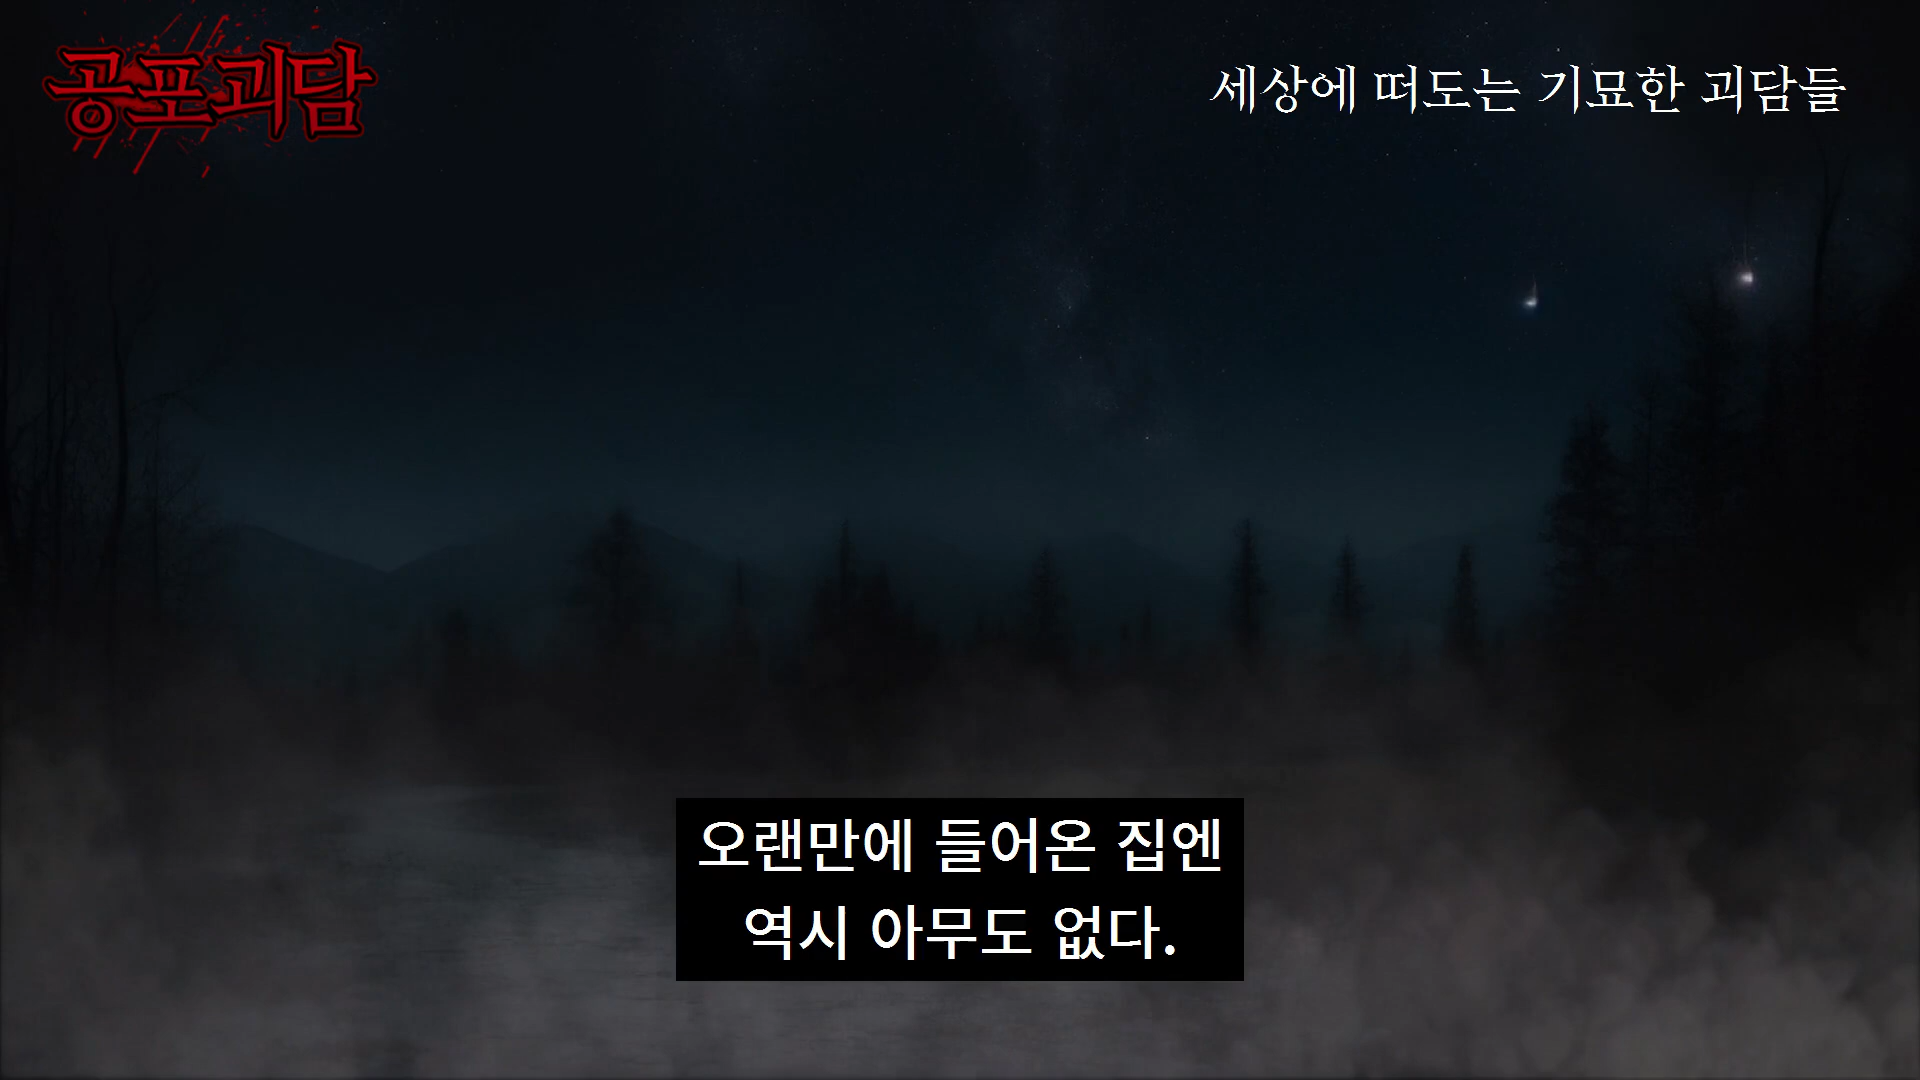 공포괴담
세상에 떠도는 기묘한 괴담들
오랜만에 들어온 집엔
역시 아무도 없다.